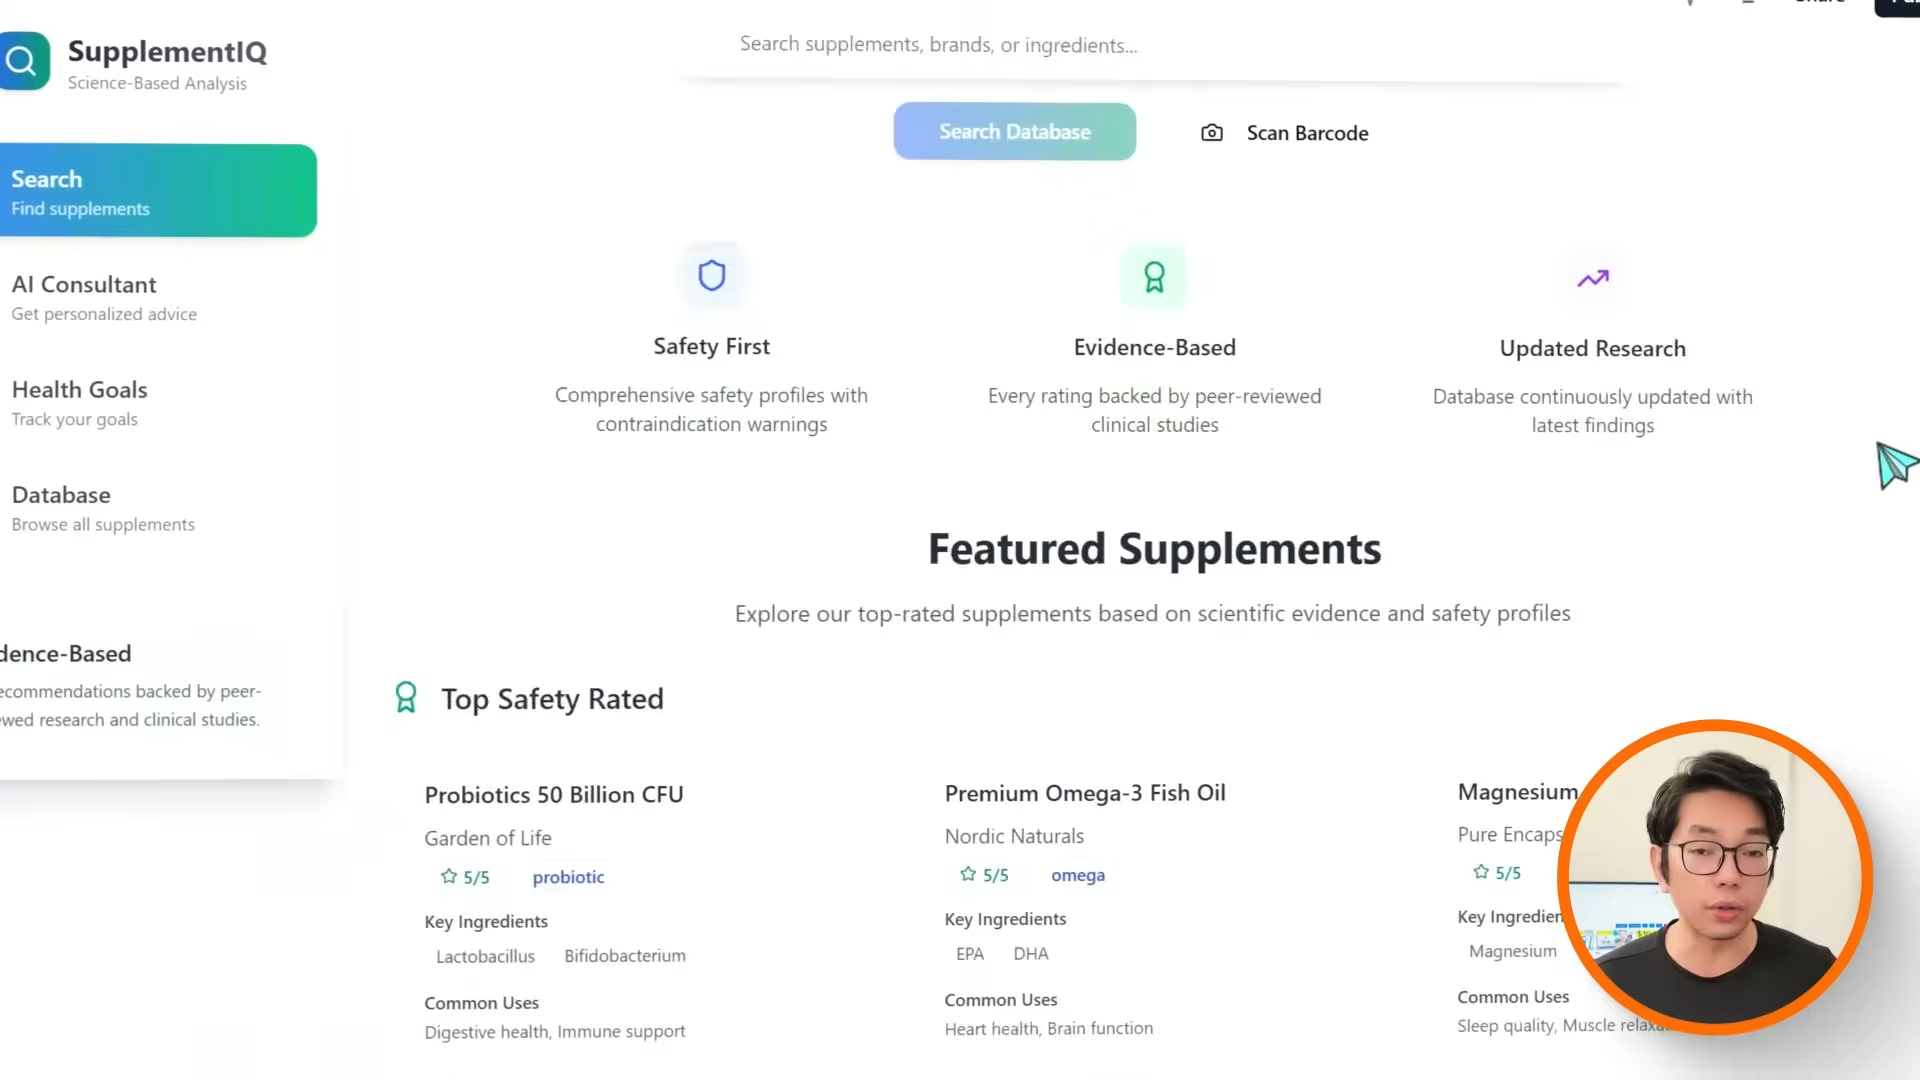 SupplementIQ
Science-Based Analysis
Search
Find supplements
AI Consultant
Get personalized advice
Health Goals
Track your goals
Database
Browse all supplements
dence-Based
ecommendations backed by peer-
ewed research and clinical studies.
Search supplements, brands, or ingredients...
Search Database
Scan Barcode
Safety First
Comprehensive safety profiles with
contraindication warnings
Evidence-Based
Every rating backed by peer-reviewed
clinical studies
Updated Research
Database continuously updated with
latest findings
Featured Supplements
Explore our top-rated supplements based on scientific evidence and safety profiles
Top Safety Rated
Probiotics 50 Billion CFU
Garden of Life
5/5 probiotic
Key Ingredients
Lactobacillus Bifidobacterium
Common Uses
Digestive health, Immune support
Premium Omega-3 Fish Oil
Nordic Naturals
5/5 omega
Key Ingredients
EPA DHA
Common Uses
Heart health, Brain function
Magnesium
Pure Encaps
5/5
Key Ingredien
Magnesium
Common Uses
Sleep quality, Muscle relaxa